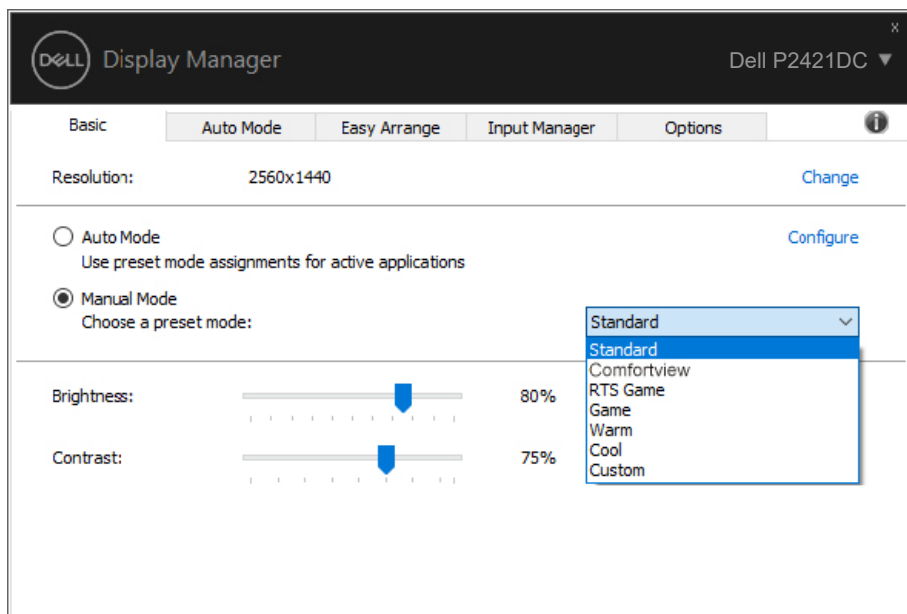 x
DELL Display Manager
Dell P2421DC ▼
Basic Auto Mode Easy Arrange Input Manager Options i
Resolution: 2560x1440 Change
Auto Mode Configure
Use preset mode assignments for active applications
Manual Mode
Choose a preset mode: Standard
Standard
Comfortview
RTS Game
Game
Warm
Cool
Custom
Brightness: 80%
Contrast: 75%